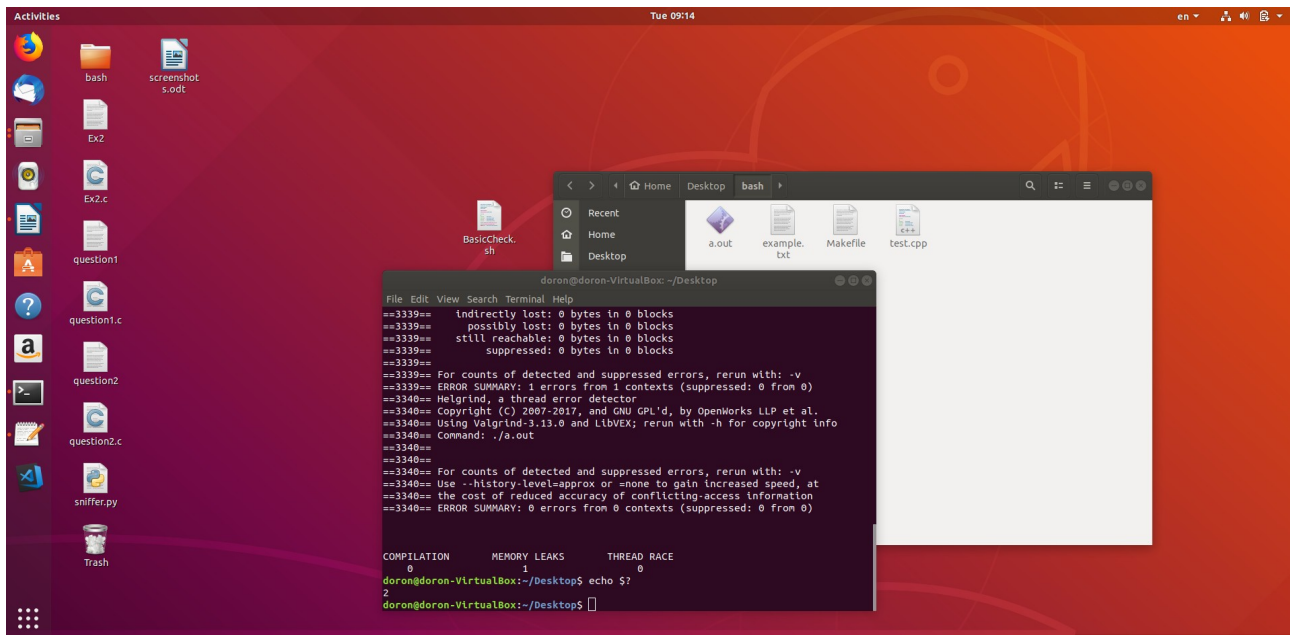 Activities
Tue 09:14
en
bash
screenshot
s.odt
Ex2
Ex2.c
question1
question1.c
question2
question2.c
sniffer.py
Trash
BasicCheck.
sh
Home Desktop bash
Recent
Home
Desktop
a.out
example.
txt
Makefile
C++
test.cpp
doron@doron-VirtualBox: ~/Desktop
File Edit View Search Terminal Help
==3339==    indirectly lost: 0 bytes in 0 blocks
==3339==      possibly lost: 0 bytes in 0 blocks
==3339==    still reachable: 0 bytes in 0 blocks
==3339==         suppressed: 0 bytes in 0 blocks
==3339==
==3339== For counts of detected and suppressed errors, rerun with: -v
==3339== ERROR SUMMARY: 1 errors from 1 contexts (suppressed: 0 from 0)
==3340== Helgrind, a thread error detector
==3340== Copyright (C) 2007-2017, and GNU GPL'd, by OpenWorks LLP et al.
==3340== Using Valgrind-3.13.0 and LibVEX; rerun with -h for copyright info
==3340== Command: ./a.out
==3340==
==3340==
==3340== For counts of detected and suppressed errors, rerun with: -v
==3340== Use --history-level=approx or =none to gain increased speed, at
==3340== the cost of reduced accuracy of conflicting-access information
==3340== ERROR SUMMARY: 0 errors from 0 contexts (suppressed: 0 from 0)
COMPILATION MEMORY LEAKS THREAD RACE
0 1 0
doron@doron-VirtualBox:~/Desktop$ echo $?
2
doron@doron-VirtualBox:~/Desktop$